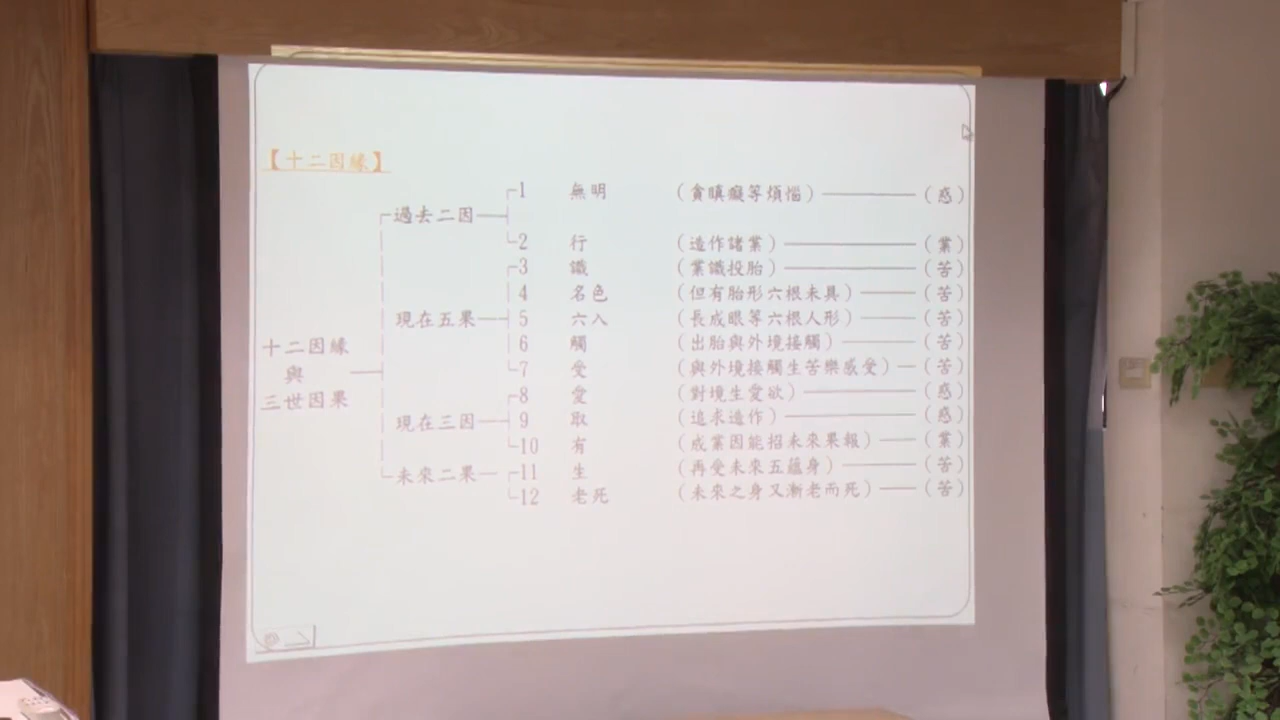 【十二因緣】
1 無明 (貪瞋癡等煩惱) (惑)
過去二因
2 行 (造作諸業) (業)
3 識 (業識投胎) (苦)
4 名色 (但有胎形六根未具) (苦)
現在五果 5 六入 (長成眼等六根人形) (苦)
6 觸 (出胎與外境接觸) (苦)
十二因緣
與
三世因果
7 受 (與外境接觸生苦樂感受) (苦)
8 愛 (對境生愛欲) (惑)
現在三因 9 取 (追求造作) (惑)
10 有 (成業因能招未來果報) (業)
未來二果 11 生 (再受未來五蘊身) (苦)
12 老死 (未來之身又漸老而死) (苦)